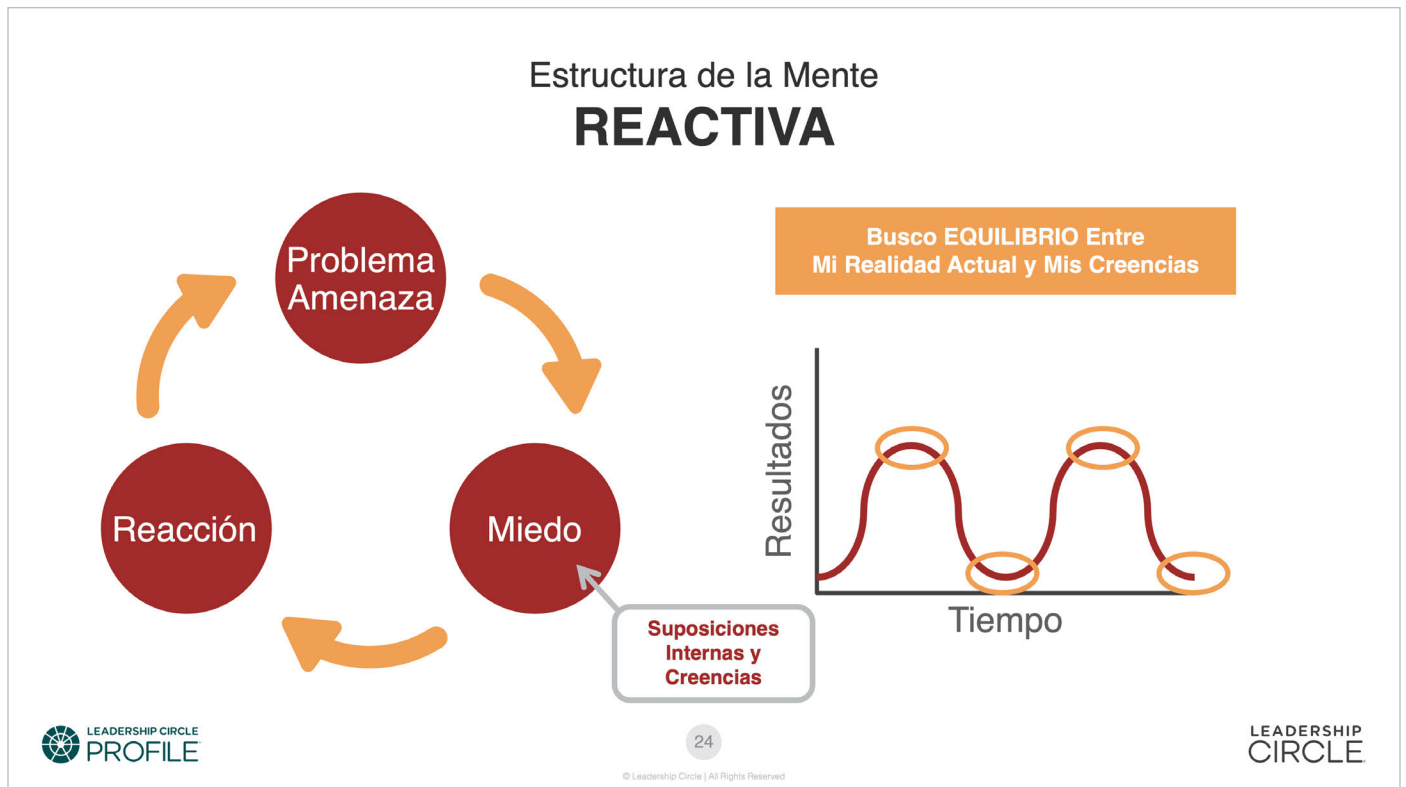 Estructura de la Mente
REACTIVA
Problema
Amenaza
Reacción
Miedo
Suposiciones
Internas y
Creencias
Busco EQUILIBRIO Entre
Mi Realidad Actual y Mis Creencias
Resultados
Tiempo
LEADERSHIP CIRCLE
PROFILE
24
© Leadership Circle | All Rights Reserved
LEADERSHIP
CIRCLE